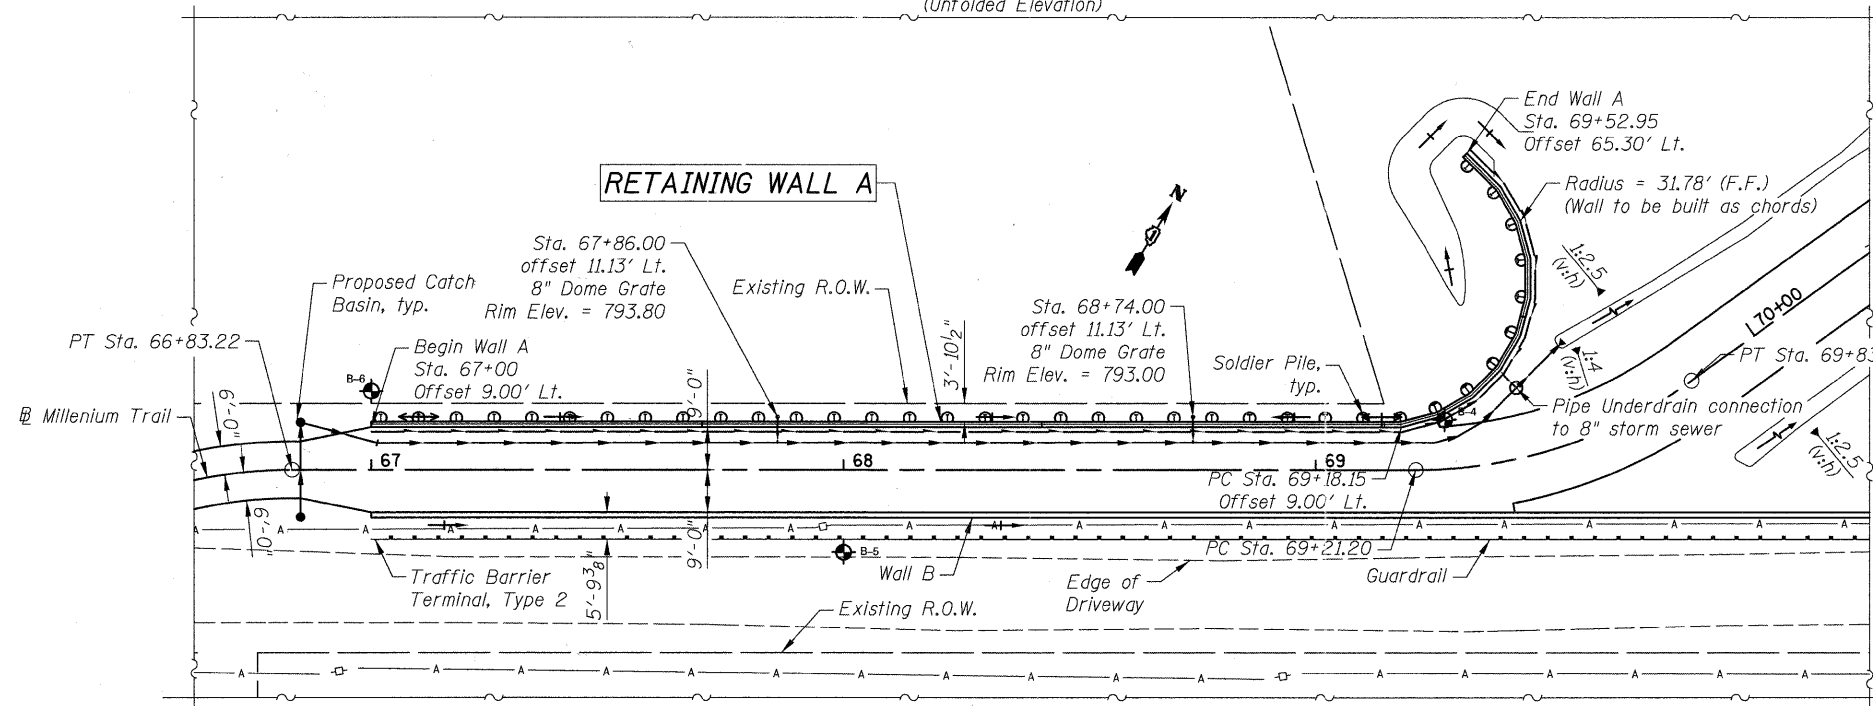 (Unfolded Elevation)
End Wall A
Sta. 69+52.95
Offset 65.30' Lt.
RETAINING WALL A
N
Radius = 31.78' (F.F.)
(Wall to be built as chords)
Sta. 67+86.00
offset 11.13' Lt.
8" Dome Grate
Rim Elev. = 793.80
Proposed Catch
Basin, typ.
Existing R.O.W.
1:2.5
(v:h)
Sta. 68+74.00
offset 11.13' Lt.
8" Dome Grate
Rim Elev. = 793.00
3'-10½"
70+00
PT Sta. 66+83.22
Begin Wall A
Sta. 67+00
Offset 9.00' Lt.
Soldier Pile,
typ.
1:4
(v:h)
PT Sta. 69+83
B-6
9'-0"
B-4
℄ Millenium Trail
6'-0"
Pipe Underdrain connection
to 8" storm sewer
67
68
69
1:2.5
(v:h)
PC Sta. 69+18.15
Offset 9.00' Lt.
6'-0"
A A A A A A A A A A A A A A A
9'-0"
B-5
PC Sta. 69+21.20
Traffic Barrier
Terminal, Type 2
5'-9⅜"
Wall B
Edge of
Driveway
Guardrail
Existing R.O.W.
A A A A A A A A A A A A A A